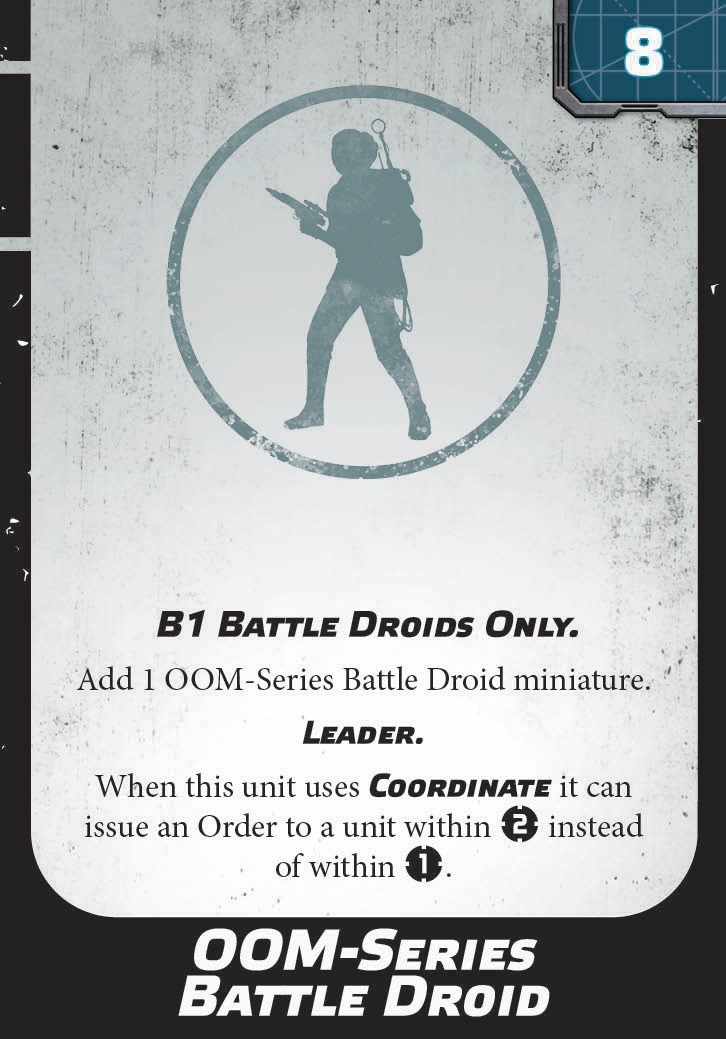 8
B1 Battle Droids Only.
Add 1 OOM-Series Battle Droid miniature.
Leader.
When this unit uses Coordinate it can
issue an Order to a unit within 2 instead
of within 1.
OOM-Series
Battle Droid